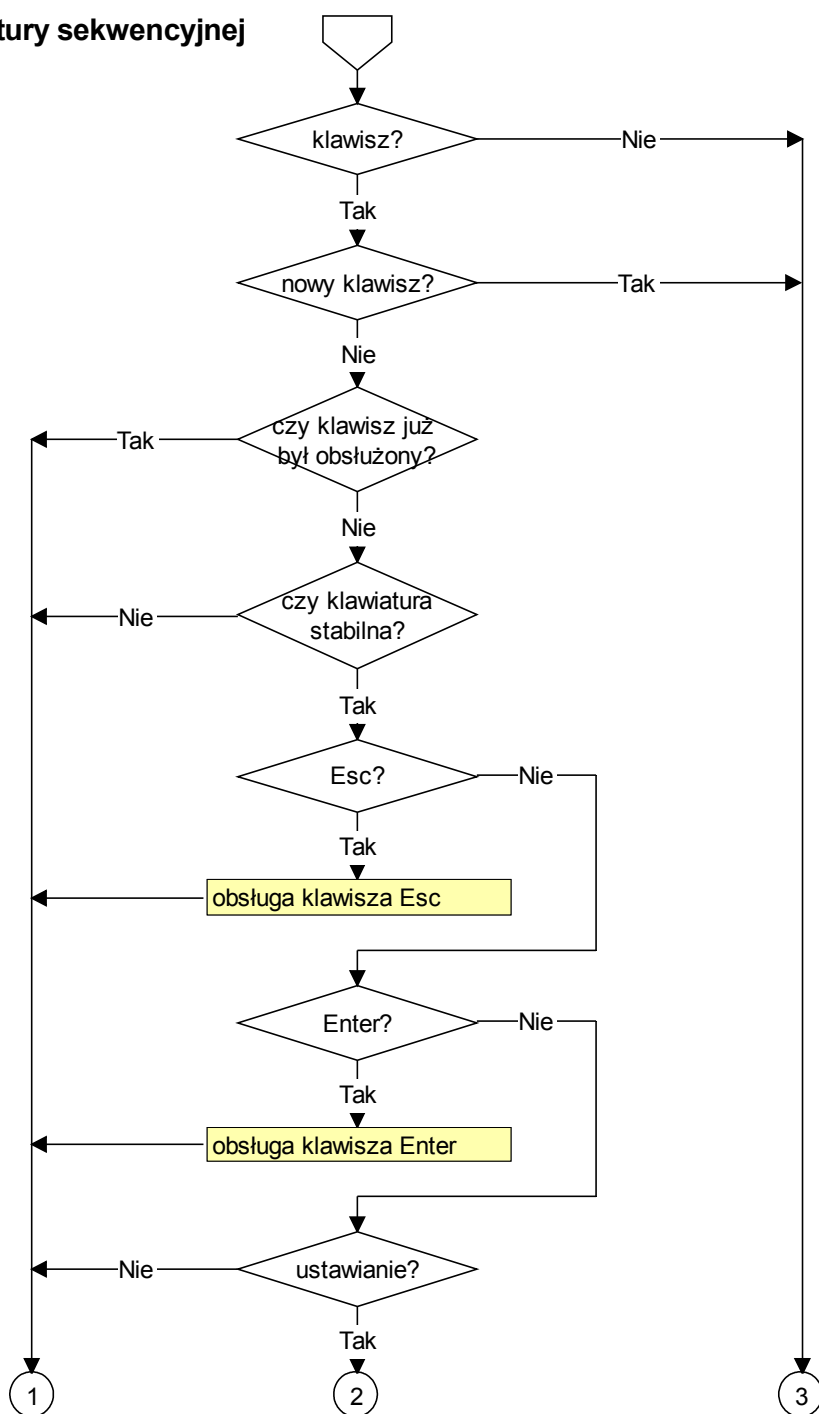 tury sekwencyjnej
klawisz?
Nie
Tak
nowy klawisz?
Tak
Nie
czy klawisz już
był obsłużony?
Tak
Nie
czy klawiatura
stabilna?
Nie
Tak
Esc?
Nie
Tak
obsługa klawisza Esc
Enter?
Nie
Tak
obsługa klawisza Enter
ustawianie?
Nie
Tak
1
2
3